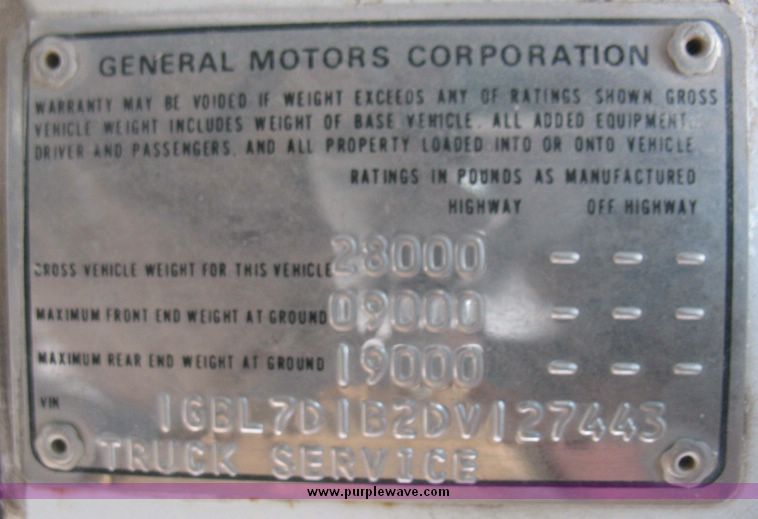 GENERAL MOTORS CORPORATION
WARRANTY MAY BE VOIDED IF WEIGHT EXCEEDS ANY OF RATINGS SHOWN. GROSS
VEHICLE WEIGHT INCLUDES WEIGHT OF BASE VEHICLE, ALL ADDED EQUIPMENT,
DRIVER AND PASSENGERS, AND ALL PROPERTY LOADED INTO OR ONTO VEHICLE
RATINGS IN POUNDS AS MANUFACTURED
HIGHWAY OFF HIGHWAY
GROSS VEHICLE WEIGHT FOR THIS VEHICLE 28000 - - -
MAXIMUM FRONT END WEIGHT AT GROUND 09000 - - -
MAXIMUM REAR END WEIGHT AT GROUND 19000 - - -
VIN 1GBL7D1B2DV127443
TRUCK SERVICE
www.purplewave.com